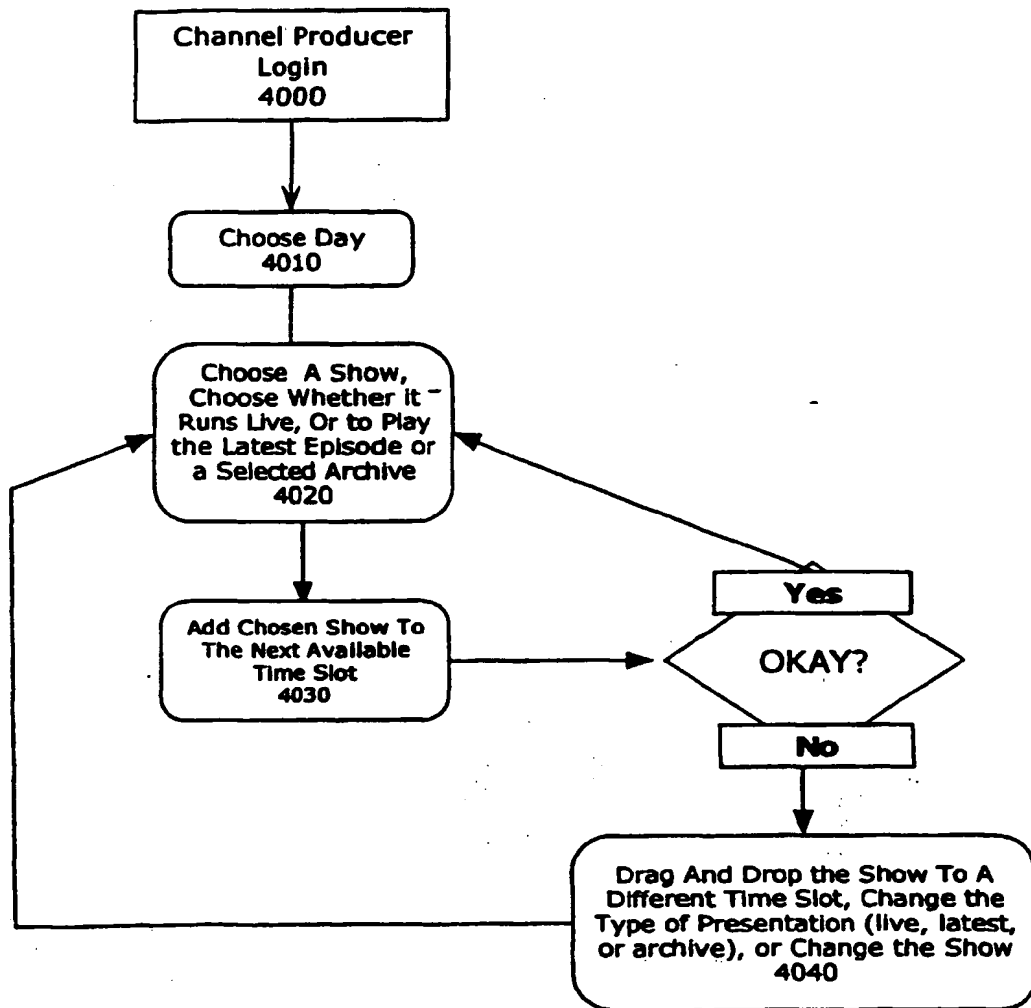 Channel Producer
Login
4000
Choose Day
4010
Choose A Show,
Choose Whether it
Runs Live, Or to Play
the Latest Episode or
a Selected Archive
4020
Add Chosen Show To
The Next Available
Time Slot
4030
Yes
OKAY?
No
Drag And Drop the Show To A
Different Time Slot, Change the
Type of Presentation (live, latest,
or archive), or Change the Show
4040